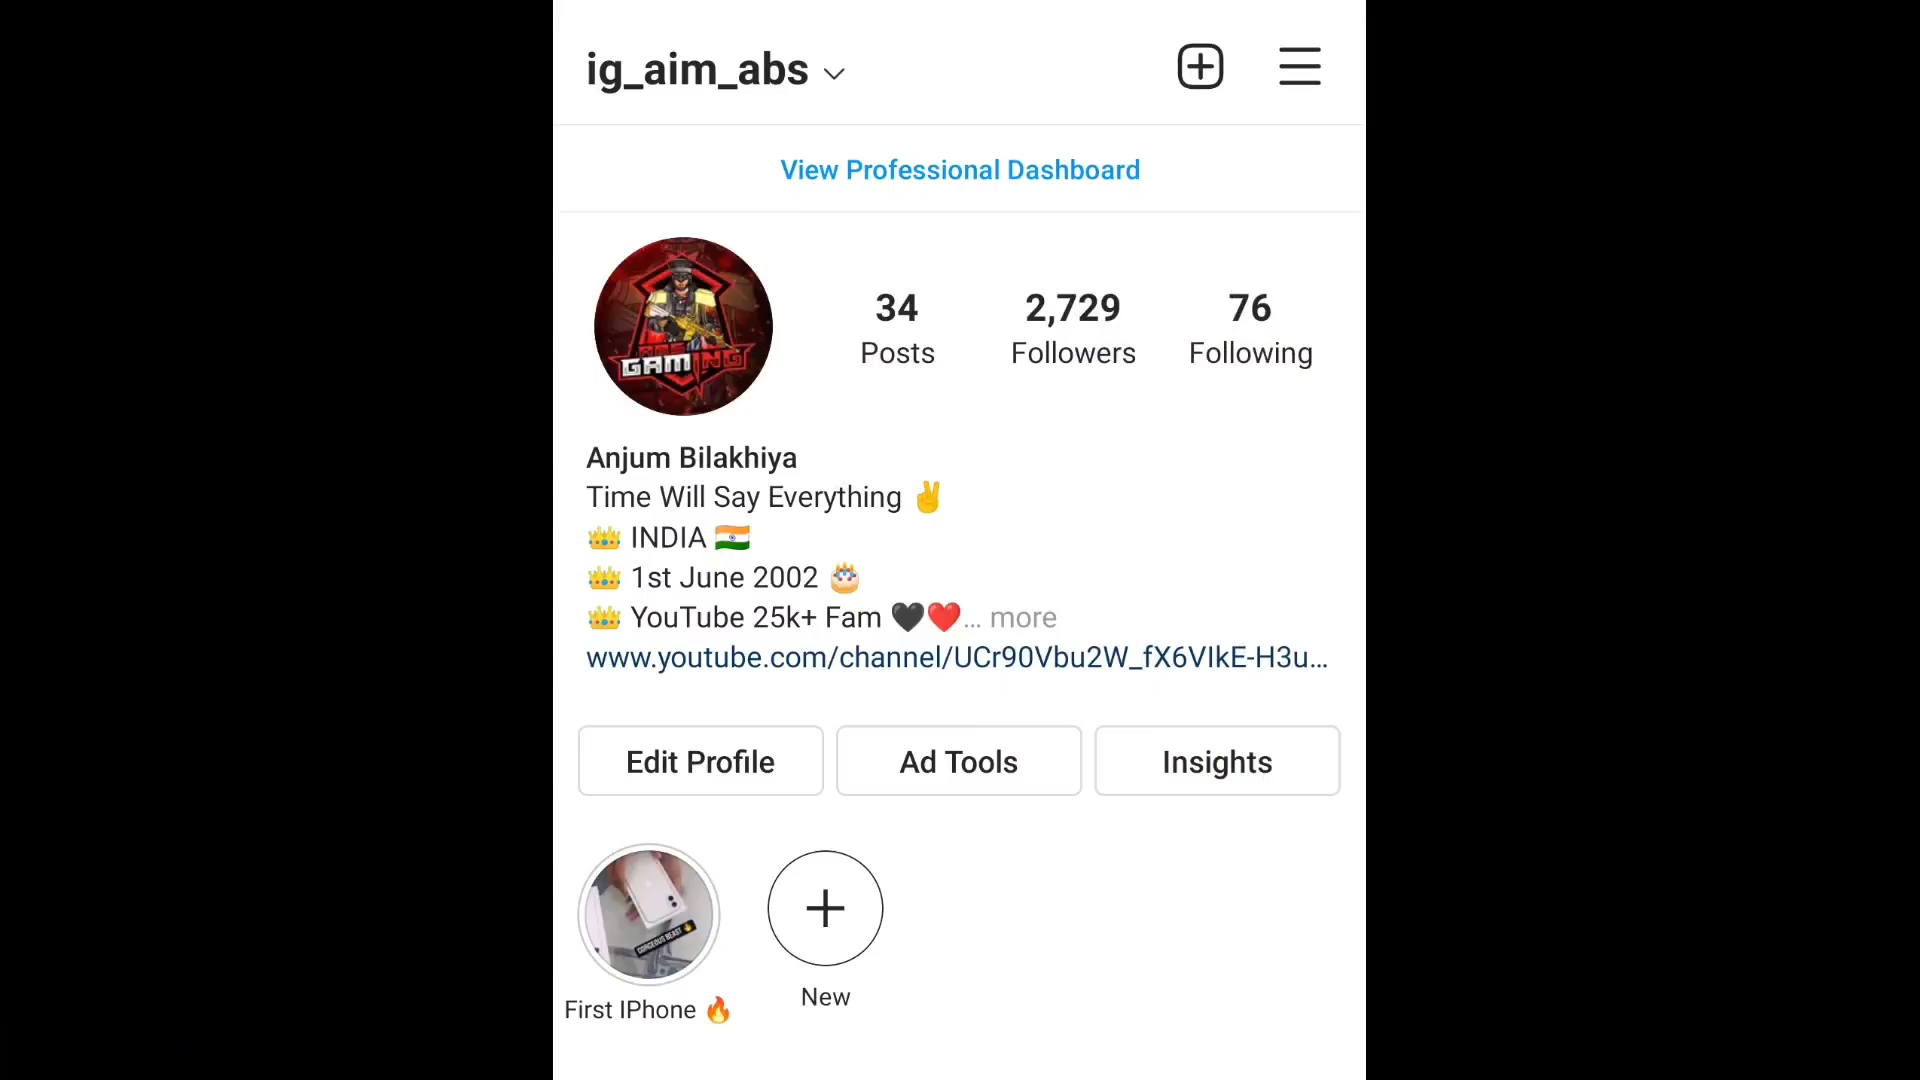 ig_aim_abs
View Professional Dashboard
34
Posts
2,729
Followers
76
Following
GAMING
Anjum Bilakhiya
Time Will Say Everything ✌️
👑 INDIA 🇮🇳
👑 1st June 2002 🎂
👑 YouTube 25k+ Fam 🖤❤️... more
www.youtube.com/channel/UCr90Vbu2W_fX6VIkE-H3u...
Edit Profile
Ad Tools
Insights
GORGEOUS BEAST 🔥
First IPhone 🔥
New